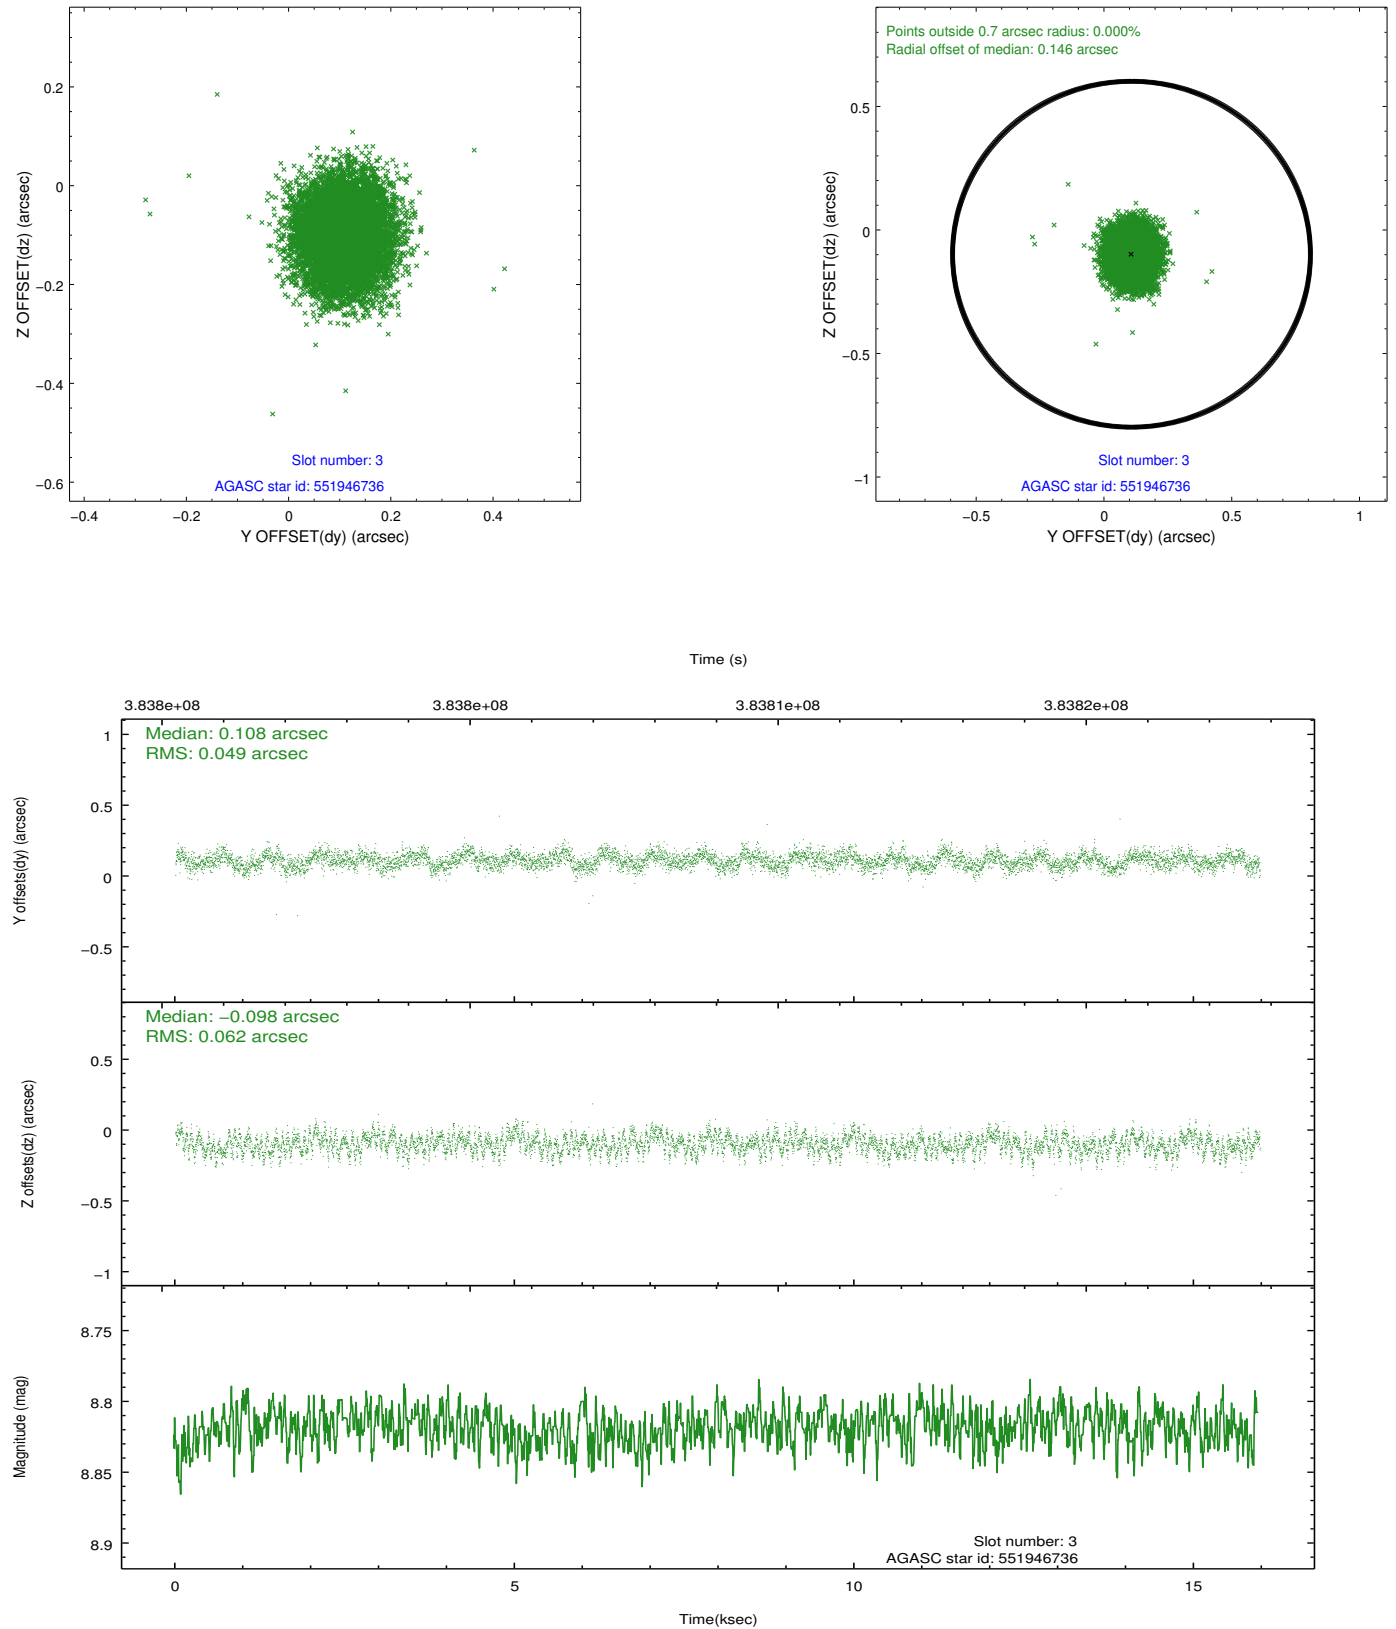 0.2
0
−0.2
−0.4
−0.6
−0.4
−0.2
0
0.2
0.4
Z OFFSET(dz) (arcsec)
Y OFFSET(dy) (arcsec)
Slot number: 3
AGASC star id: 551946736
Points outside 0.7 arcsec radius: 0.000%
Radial offset of median: 0.146 arcsec
0.5
0
−0.5
−1
−0.5
0
0.5
1
Z OFFSET(dz) (arcsec)
Y OFFSET(dy) (arcsec)
Slot number: 3
AGASC star id: 551946736
Time (s)
3.838e+08
3.838e+08
3.8381e+08
3.8382e+08
Median: 0.108 arcsec
RMS: 0.049 arcsec
1
0.5
0
−0.5
Y offsets(dy) (arcsec)
Median: −0.098 arcsec
RMS: 0.062 arcsec
0.5
0
−0.5
−1
Z offsets(dz) (arcsec)
8.75
8.8
8.85
8.9
Magnitude (mag)
Slot number: 3
AGASC star id: 551946736
0
5
10
15
Time(ksec)